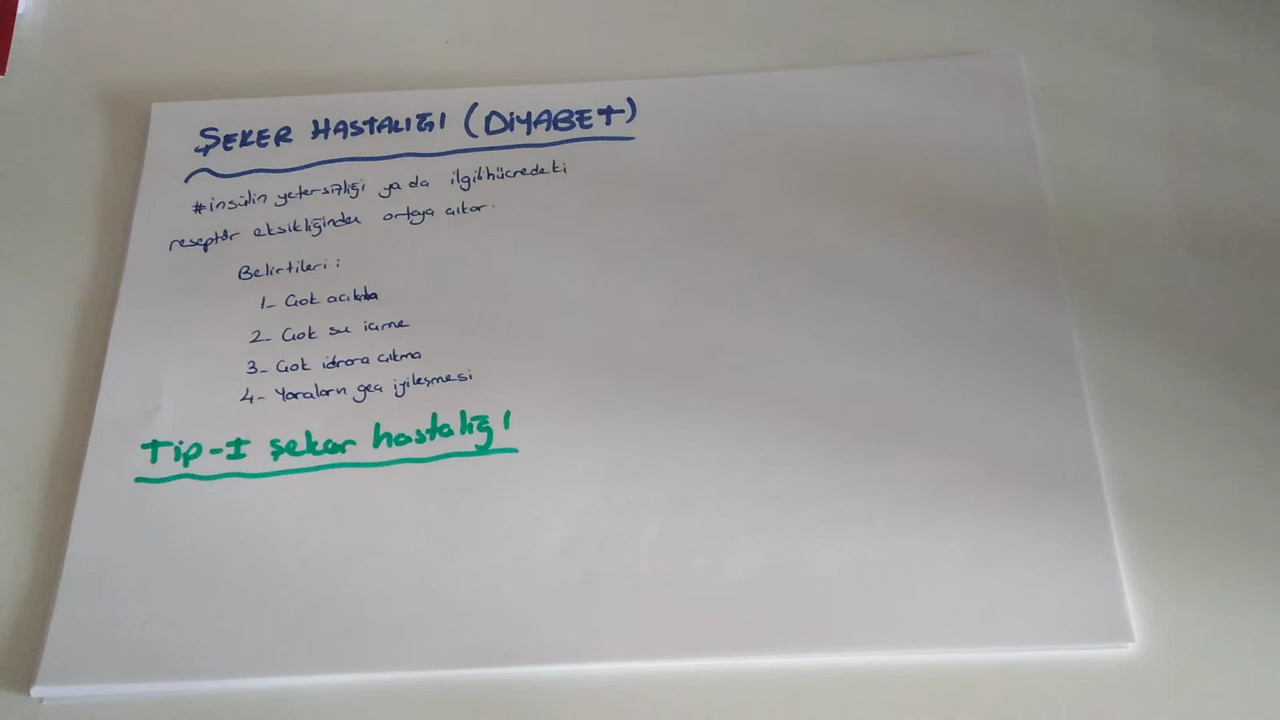 ŞEKER HASTALIĞI (DİYABET)
#insülin yetersizliği ya da ilgili hücredeki
reseptör eksikliğinden ortaya çıkar.
Belirtileri:
1- Çok acıkma
2- Çok su içme
3- Çok idrara çıkma
4- Yaraların geç iyileşmesi
Tip-I şeker hastalığı